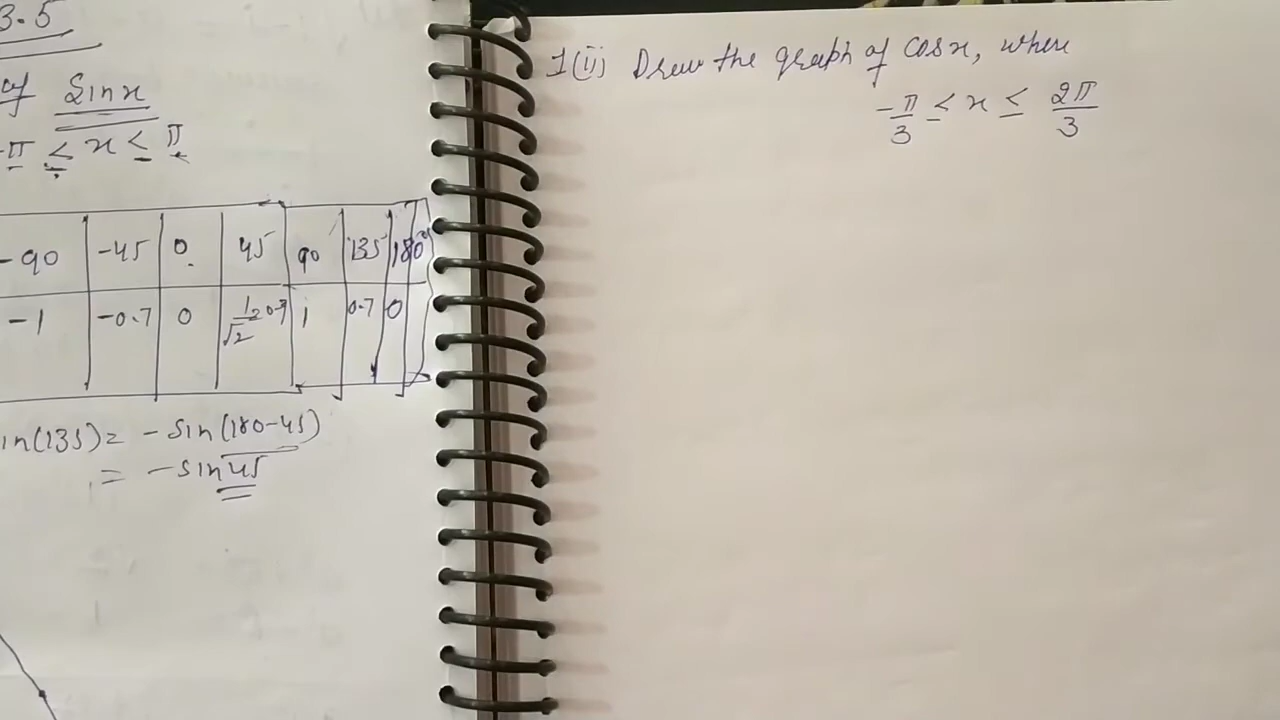 3.5
of Sin x
-π ≤ x ≤ π
-90 -45 0 45 90 135 180
-1 -0.7 0 1/√2 0.7 1 0.7 0
in(135)= -Sin(180-45)
= -Sin45
1(ii) Draw the graph of cosx, where
-π/3 ≤ x ≤ 2π/3